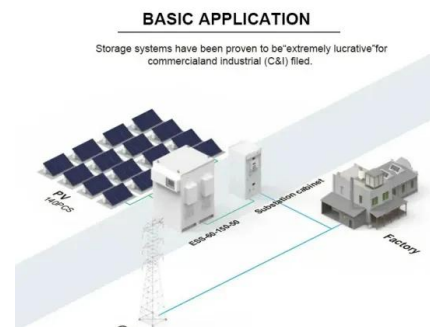 BASIC APPLICATION
Storage systems have been proven to be“extremely lucrative”for
commercialand industrial (C&I) filed.
PV
140PCS
ESS-60-150-50
Substation cabinet
Factory